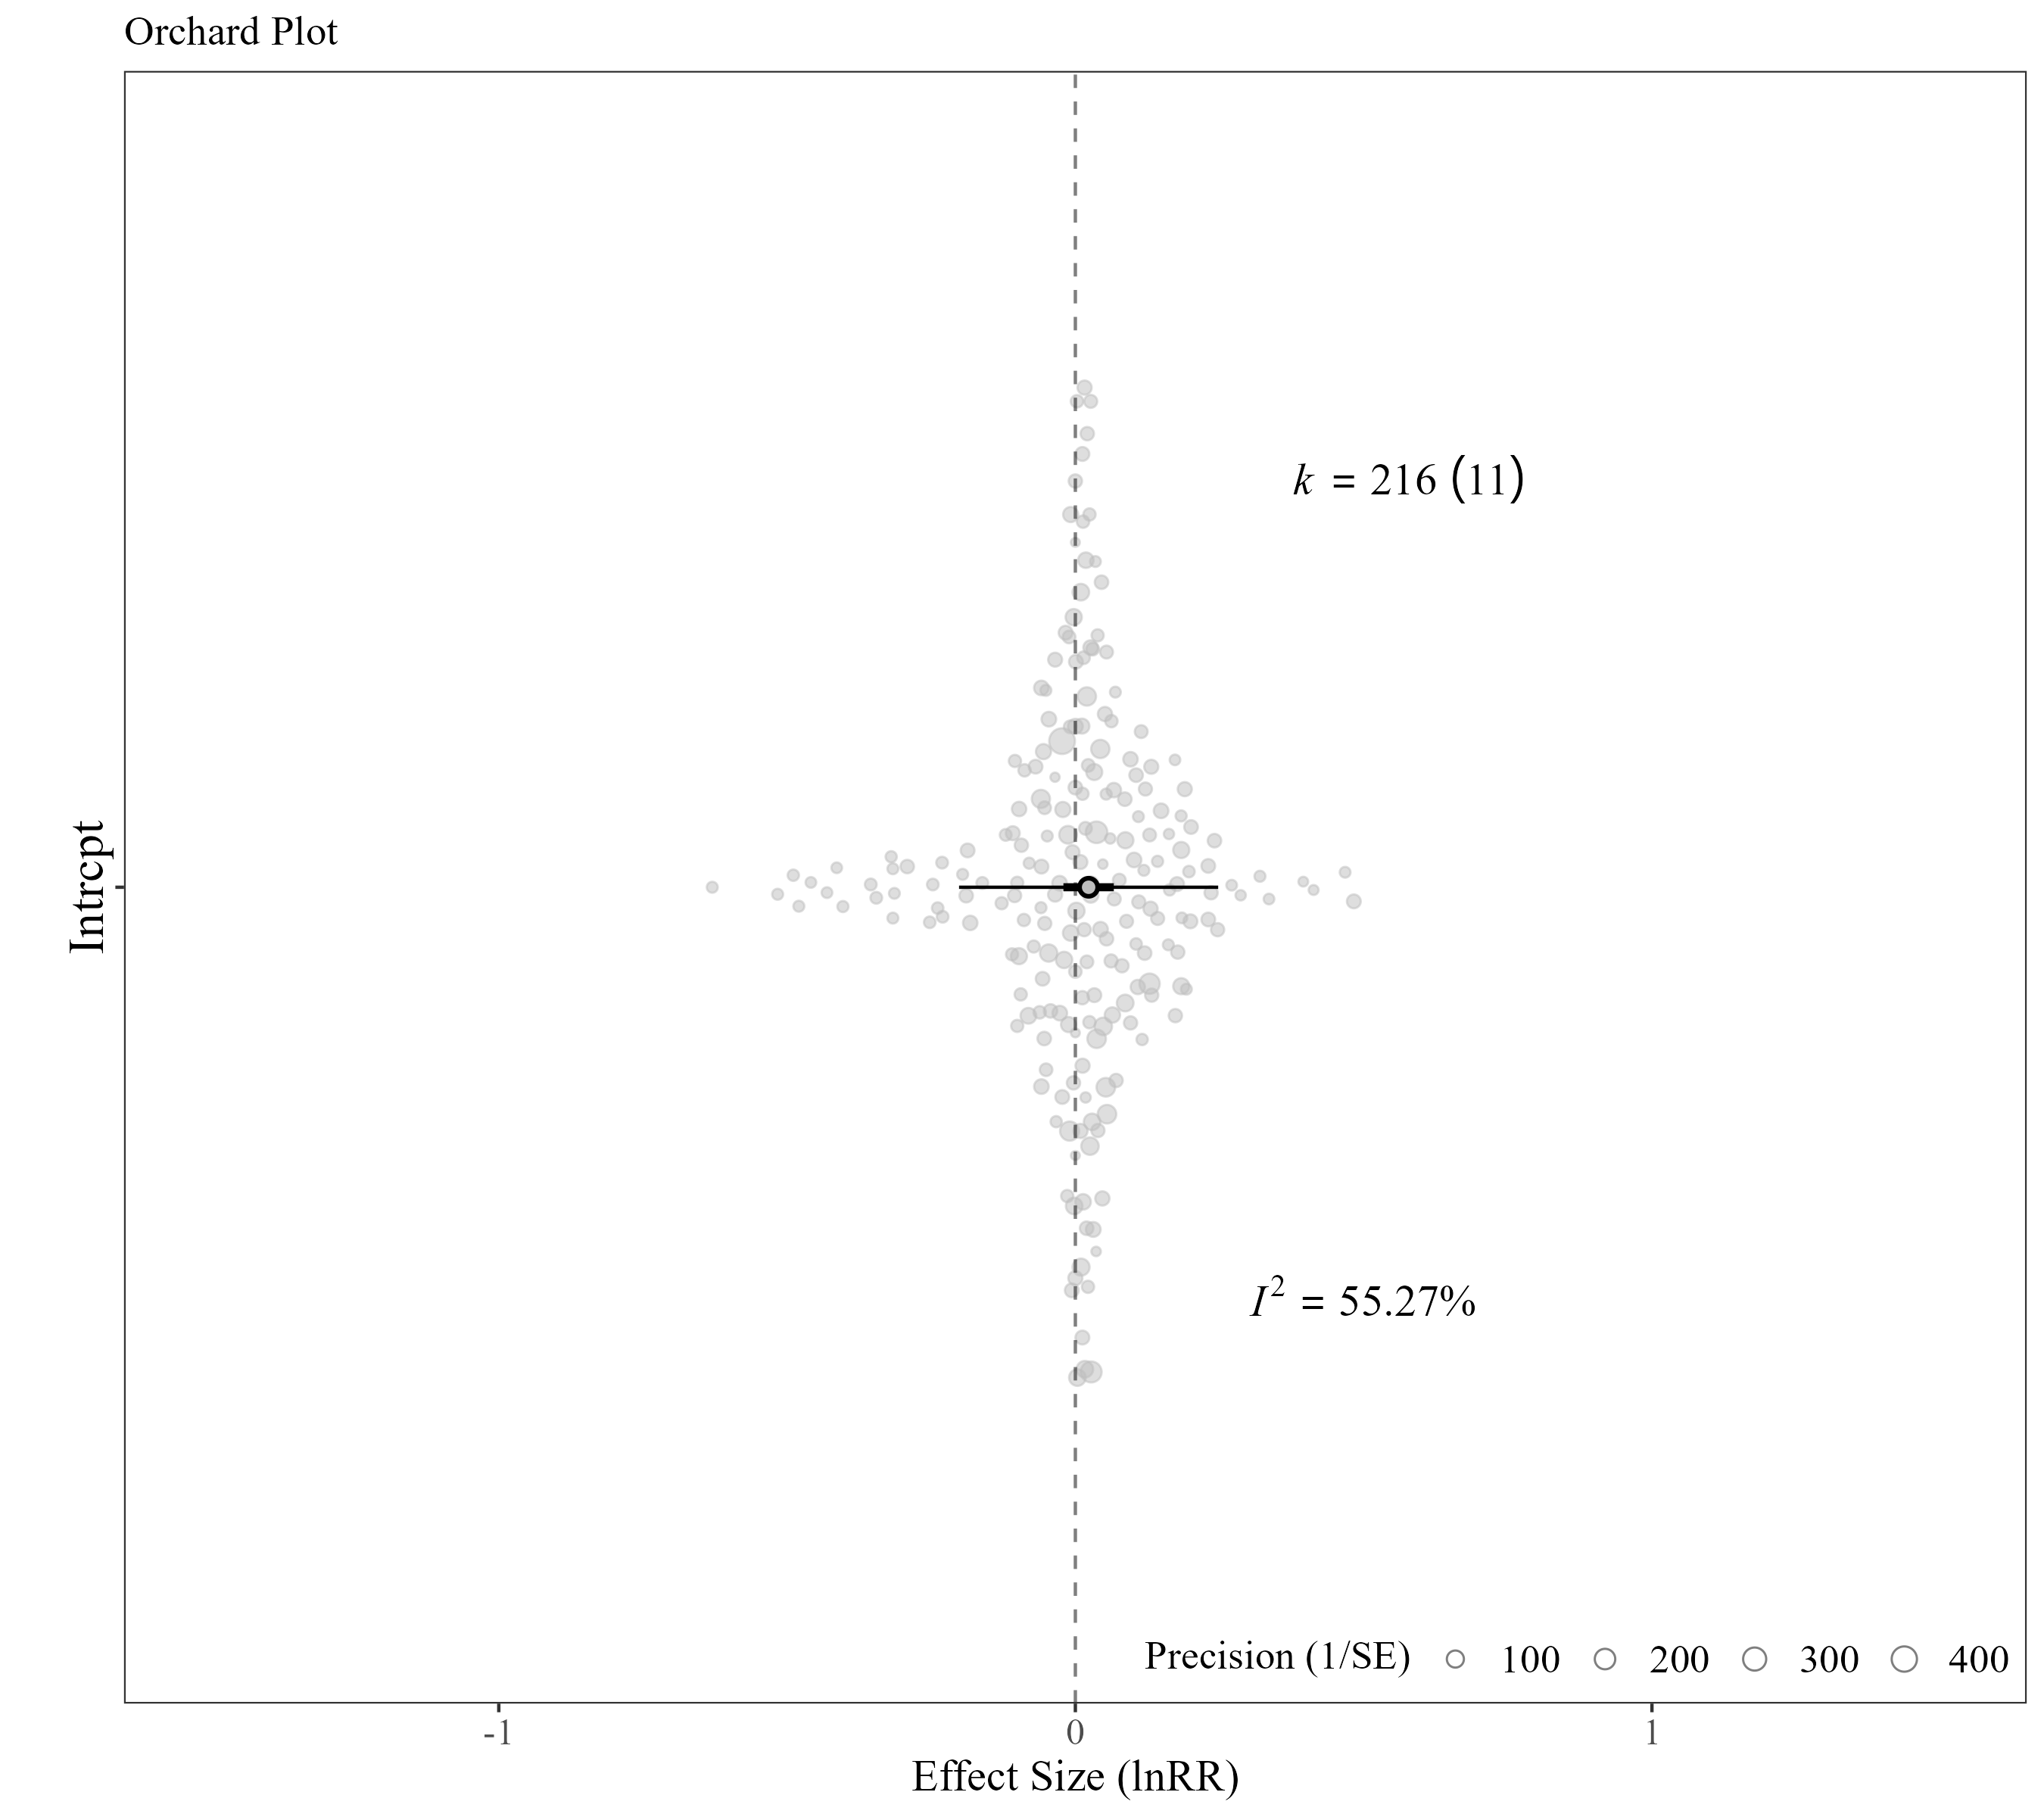 Orchard Plot
k = 216 (11)
Intrcpt
I² = 55.27%
Precision (1/SE) 100 200 300 400
-1 0 1
Effect Size (lnRR)